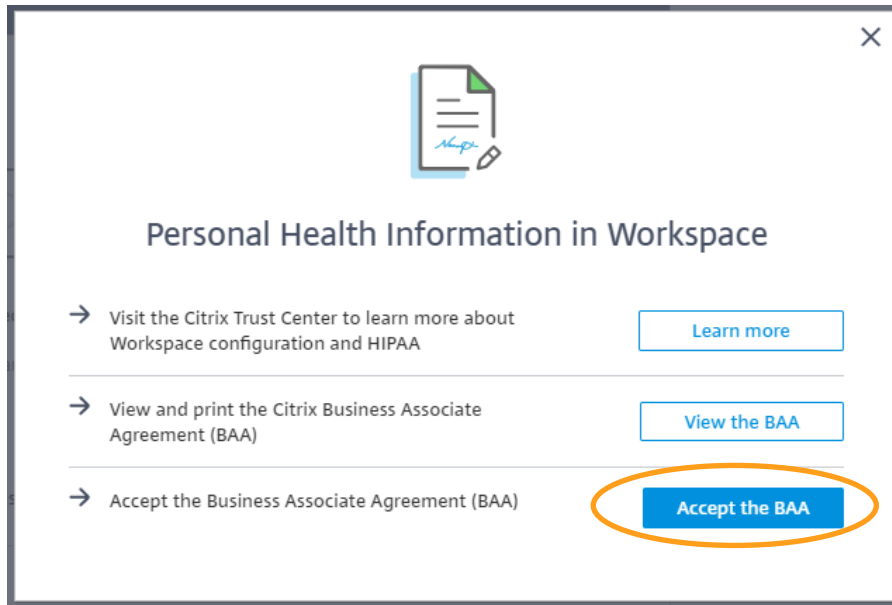 Personal Health Information in Workspace
Visit the Citrix Trust Center to learn more about
Workspace configuration and HIPAA
Learn more
View and print the Citrix Business Associate
Agreement (BAA)
View the BAA
Accept the Business Associate Agreement (BAA)
Accept the BAA